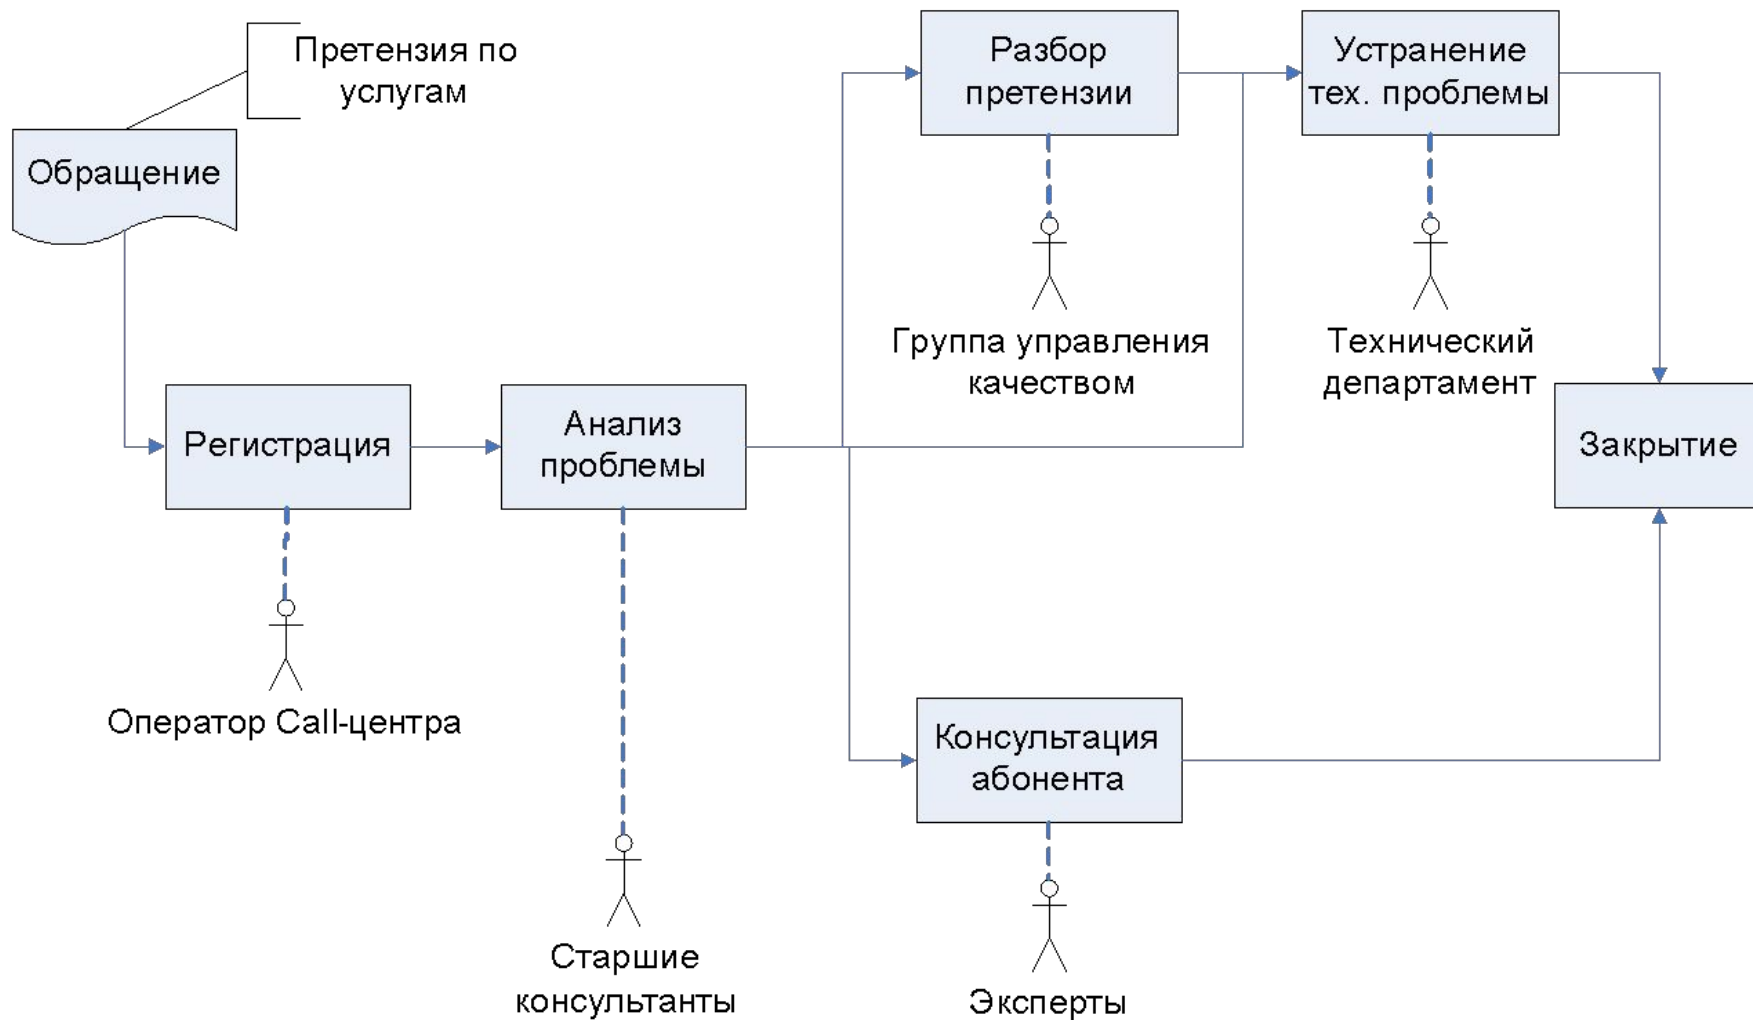 Претензия по
услугам
Обращение
Разбор
претензии
Устранение
тех. проблемы
Группа управления
качеством
Технический
департамент
Регистрация
Анализ
проблемы
Закрытие
Оператор Call-центра
Консультация
абонента
Старшие
консультанты
Эксперты